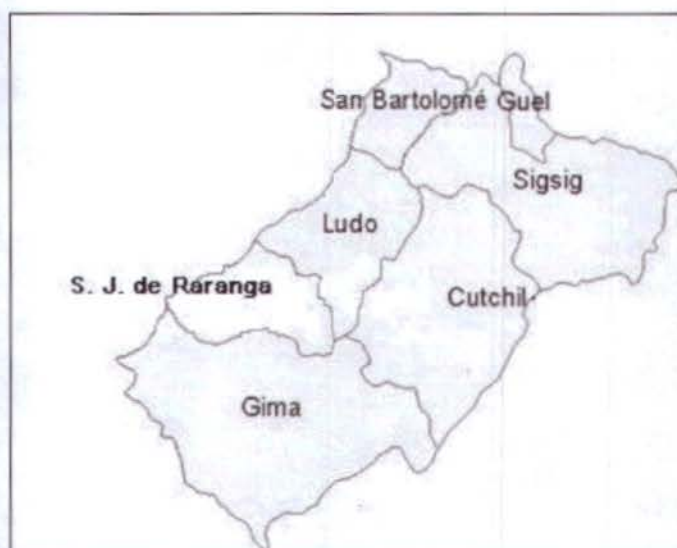 San Bartolomé Guel
Sigsig
Ludo
S. J. de Raranga
Cutchil
Gima